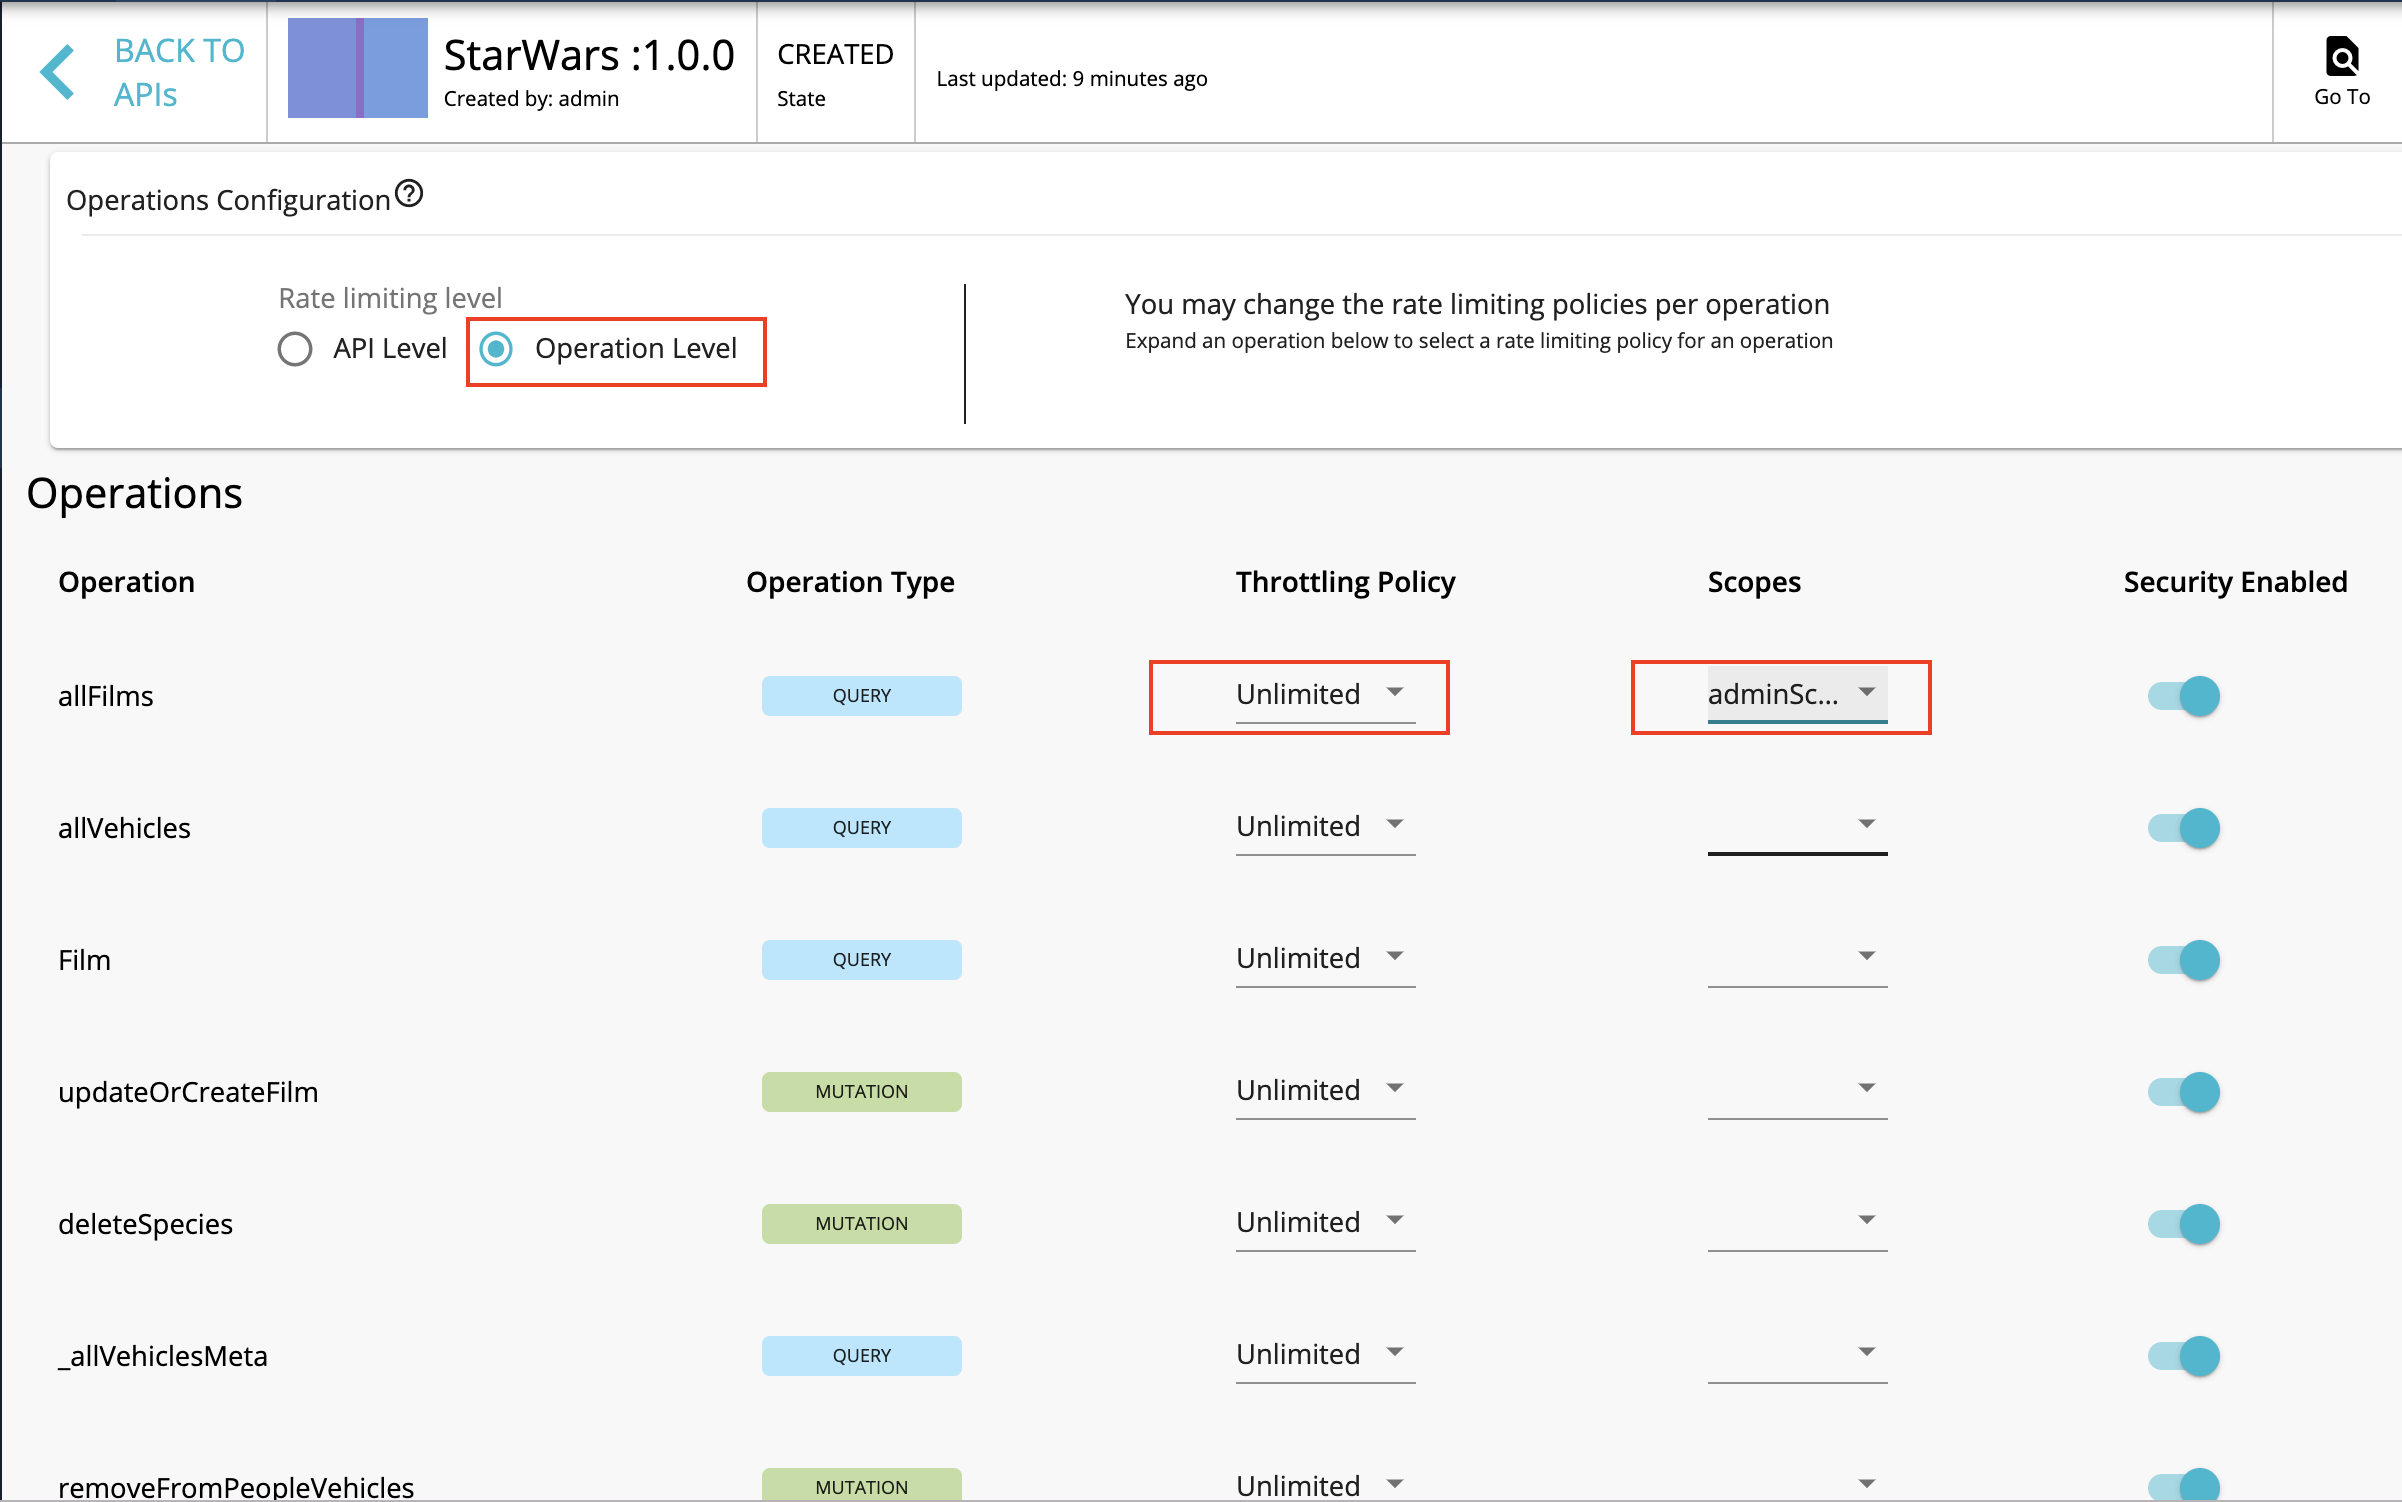 BACK TO
APIs
StarWars :1.0.0
Created by: admin
CREATED
State
Last updated: 9 minutes ago
Go To
Operations Configuration
Rate limiting level
API Level
Operation Level
You may change the rate limiting policies per operation
Expand an operation below to select a rate limiting policy for an operation
Operations
Operation Operation Type Throttling Policy Scopes Security Enabled
allFilms QUERY Unlimited adminSc...
allVehicles QUERY Unlimited
Film QUERY Unlimited
updateOrCreateFilm MUTATION Unlimited
deleteSpecies MUTATION Unlimited
_allVehiclesMeta QUERY Unlimited
removeFromPeopleVehicles MUTATION Unlimited